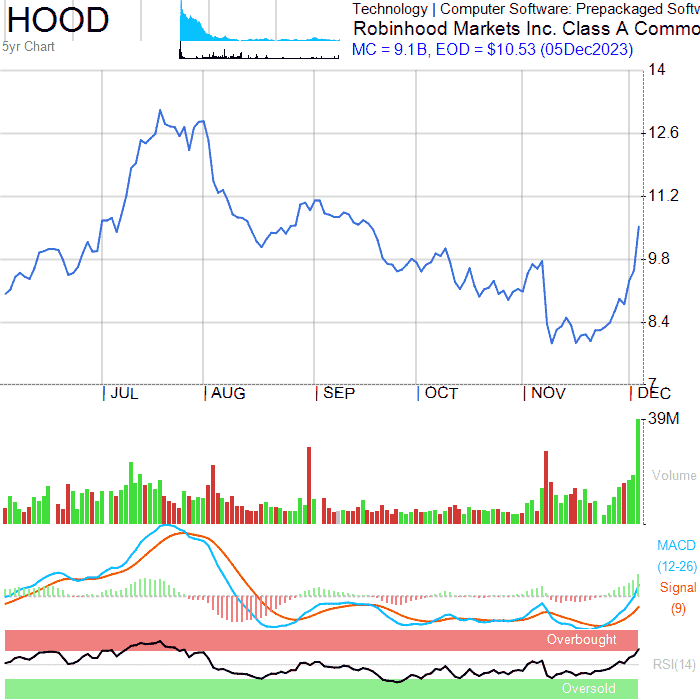 HOOD
5yr Chart
Technology | Computer Software: Prepackaged Softw
Robinhood Markets Inc. Class A Commo
MC = 9.1B, EOD = $10.53 (05Dec2023)
14
12.6
11.2
9.8
8.4
7
JUL AUG SEP OCT NOV DEC
39M
Volume
MACD
(12-26)
Signal
(9)
Overbought
RSI(14)
Oversold